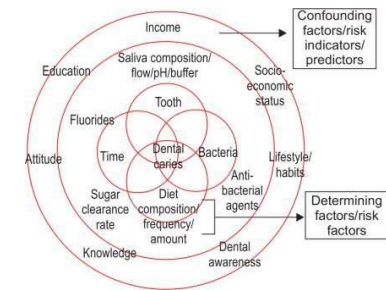 Income
Confounding
factors/risk
indicators/
predictors
Education
Saliva composition/
flow/pH/buffer
Socio-
economic
status
Tooth
Fluorides
Attitude
Time
Dental
caries
Bacteria
Lifestyle/
habits
Sugar
clearance
rate
Diet
composition/
frequency/
amount
Anti-
bacterial
agents
Determining
factors/risk
factors
Knowledge
Dental
awareness